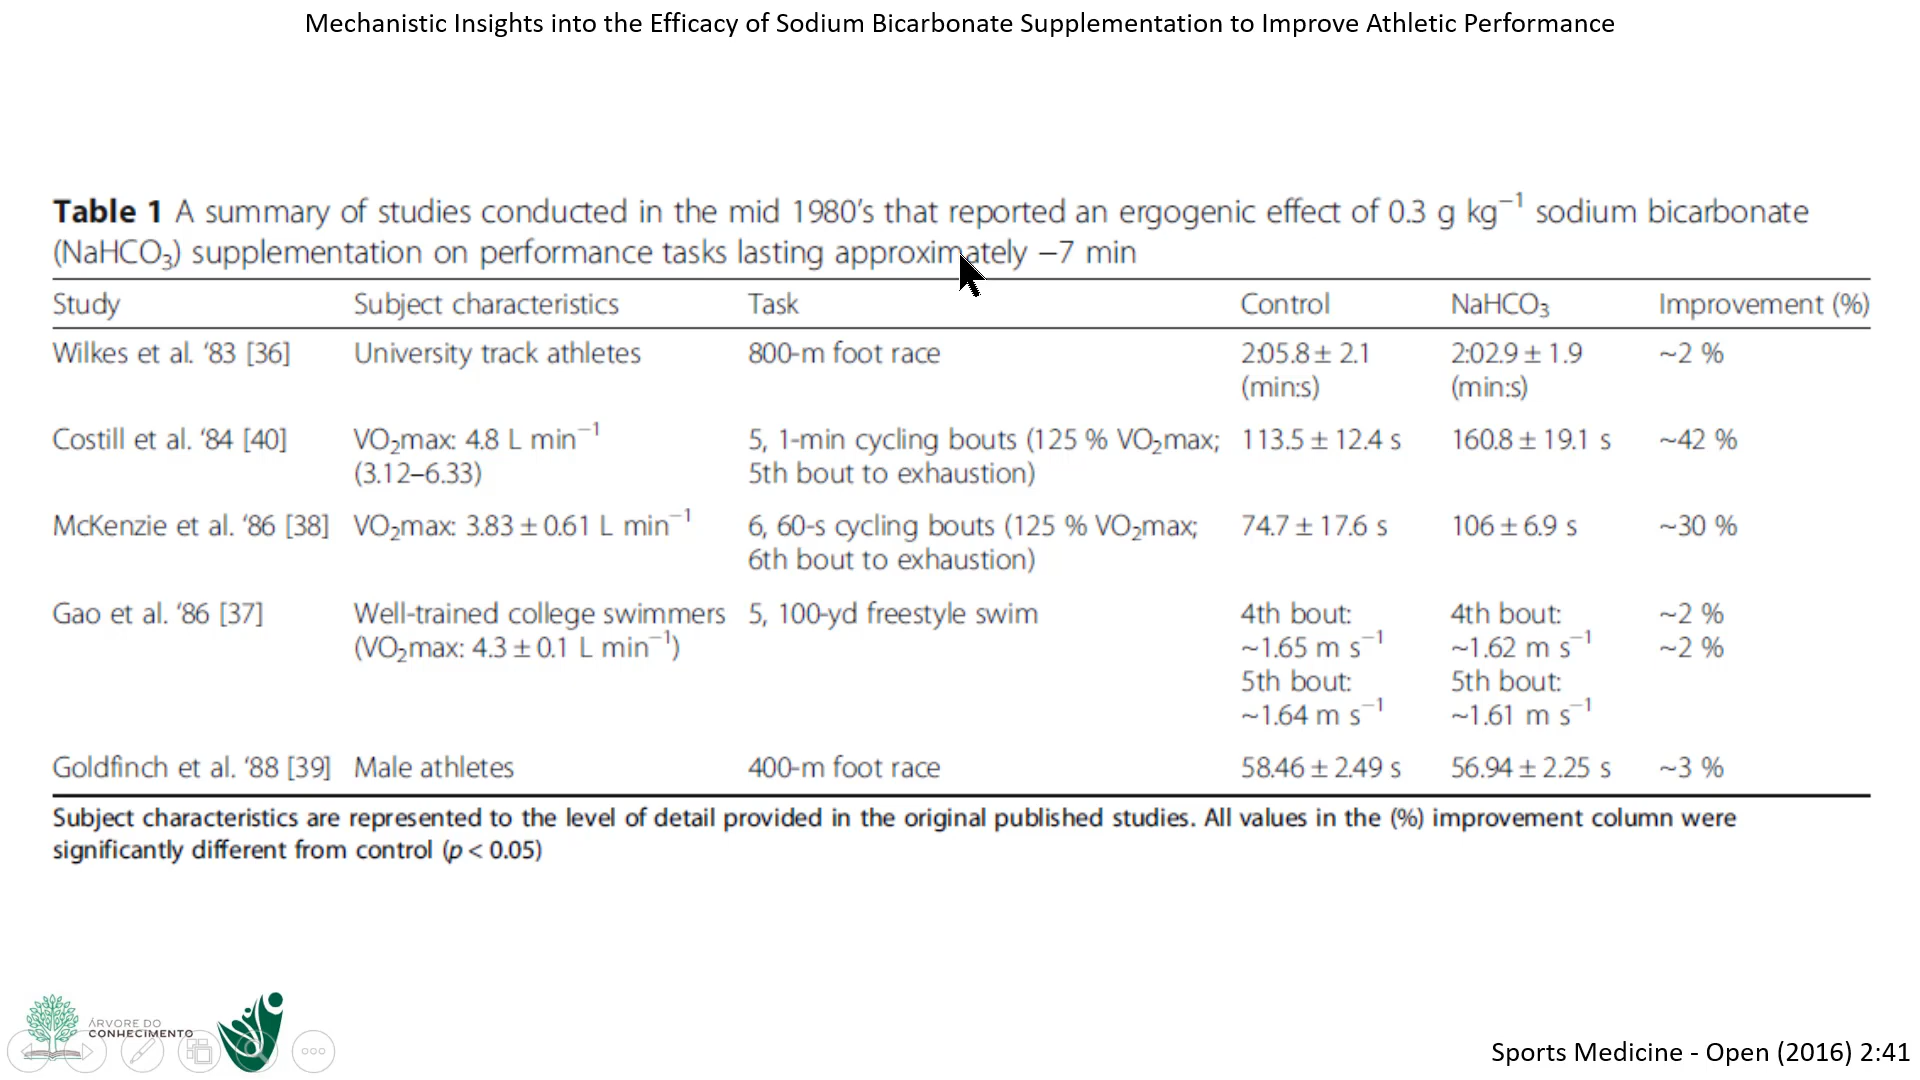 Mechanistic Insights into the Efficacy of Sodium Bicarbonate Supplementation to Improve Athletic Performance
Table 1 A summary of studies conducted in the mid 1980's that reported an ergogenic effect of 0.3 g kg⁻¹ sodium bicarbonate
(NaHCO₃) supplementation on performance tasks lasting approximately −7 min
Study Subject characteristics Task Control NaHCO₃ Improvement (%)
Wilkes et al. '83 [36] University track athletes 800-m foot race 2:05.8 ± 2.1 2:02.9 ± 1.9 ~2 %
(min:s) (min:s)
Costill et al. '84 [40] VO₂max: 4.8 L min⁻¹ 5, 1-min cycling bouts (125 % VO₂max; 113.5 ± 12.4 s 160.8 ± 19.1 s ~42 %
(3.12–6.33) 5th bout to exhaustion)
McKenzie et al. '86 [38] VO₂max: 3.83 ± 0.61 L min⁻¹ 6, 60-s cycling bouts (125 % VO₂max; 74.7 ± 17.6 s 106 ± 6.9 s ~30 %
6th bout to exhaustion)
Gao et al. '86 [37] Well-trained college swimmers 5, 100-yd freestyle swim 4th bout: 4th bout: ~2 %
(VO₂max: 4.3 ± 0.1 L min⁻¹) ~1.65 m s⁻¹ ~1.62 m s⁻¹ ~2 %
5th bout: 5th bout:
~1.64 m s⁻¹ ~1.61 m s⁻¹
Goldfinch et al. '88 [39] Male athletes 400-m foot race 58.46 ± 2.49 s 56.94 ± 2.25 s ~3 %
Subject characteristics are represented to the level of detail provided in the original published studies. All values in the (%) improvement column were
significantly different from control (p < 0.05)
ÁRVORE DO
CONHECIMENTO
Sports Medicine - Open (2016) 2:41